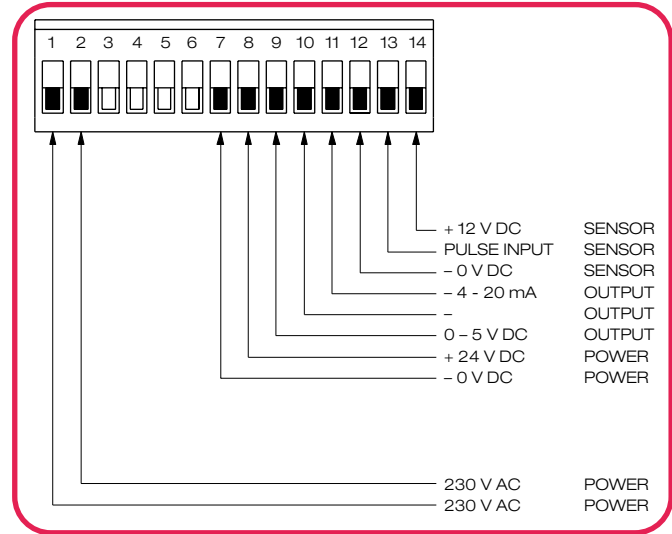 1 2 3 4 5 6 7 8 9 10 11 12 13 14
+ 12 V DC SENSOR
PULSE INPUT SENSOR
– 0 V DC SENSOR
– 4 - 20 mA OUTPUT
– OUTPUT
0 – 5 V DC OUTPUT
+ 24 V DC POWER
– 0 V DC POWER
230 V AC POWER
230 V AC POWER